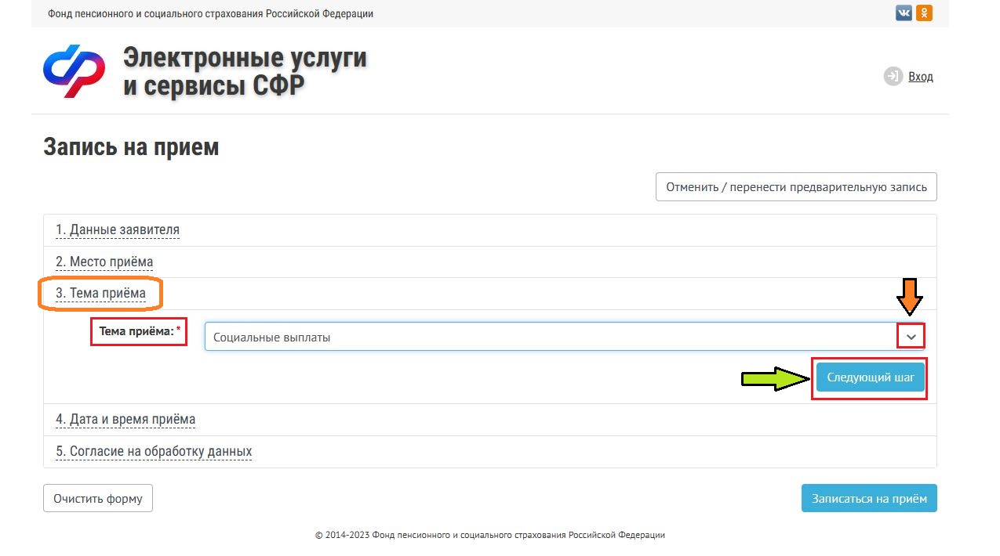 Фонд пенсионного и социального страхования Российской Федерации
Электронные услуги
и сервисы СФР
Вход
Запись на прием
Отменить / перенести предварительную запись
1. Данные заявителя
2. Место приёма
3. Тема приёма
Тема приёма: *
Социальные выплаты
Следующий шаг
4. Дата и время приёма
5. Согласие на обработку данных
Очистить форму
Записаться на приём
© 2014-2023 Фонд пенсионного и социального страхования Российской Федерации